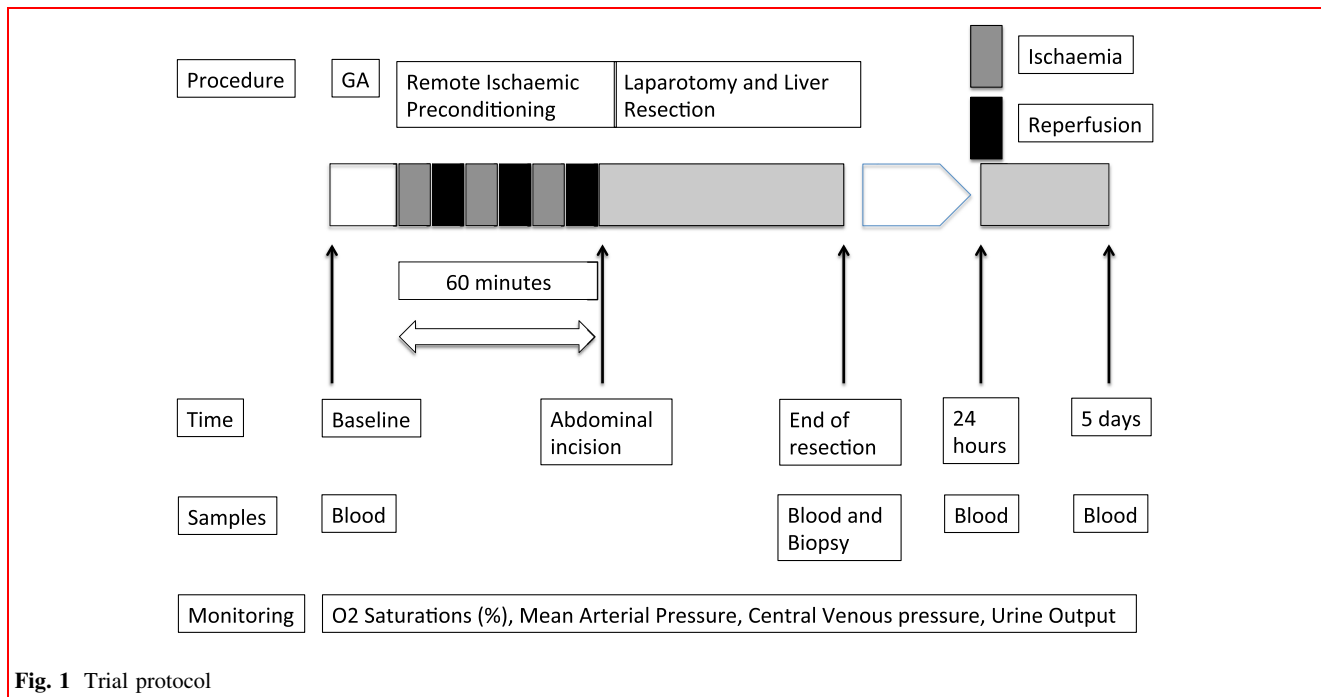 Procedure
GA
Remote Ischaemic
Preconditioning
Laparotomy and Liver
Resection
Ischaemia
Reperfusion
60 minutes
Time
Baseline
Abdominal
incision
End of
resection
24
hours
5 days
Samples
Blood
Blood and
Biopsy
Blood
Blood
Monitoring
O2 Saturations (%), Mean Arterial Pressure, Central Venous pressure, Urine Output
Fig. 1 Trial protocol